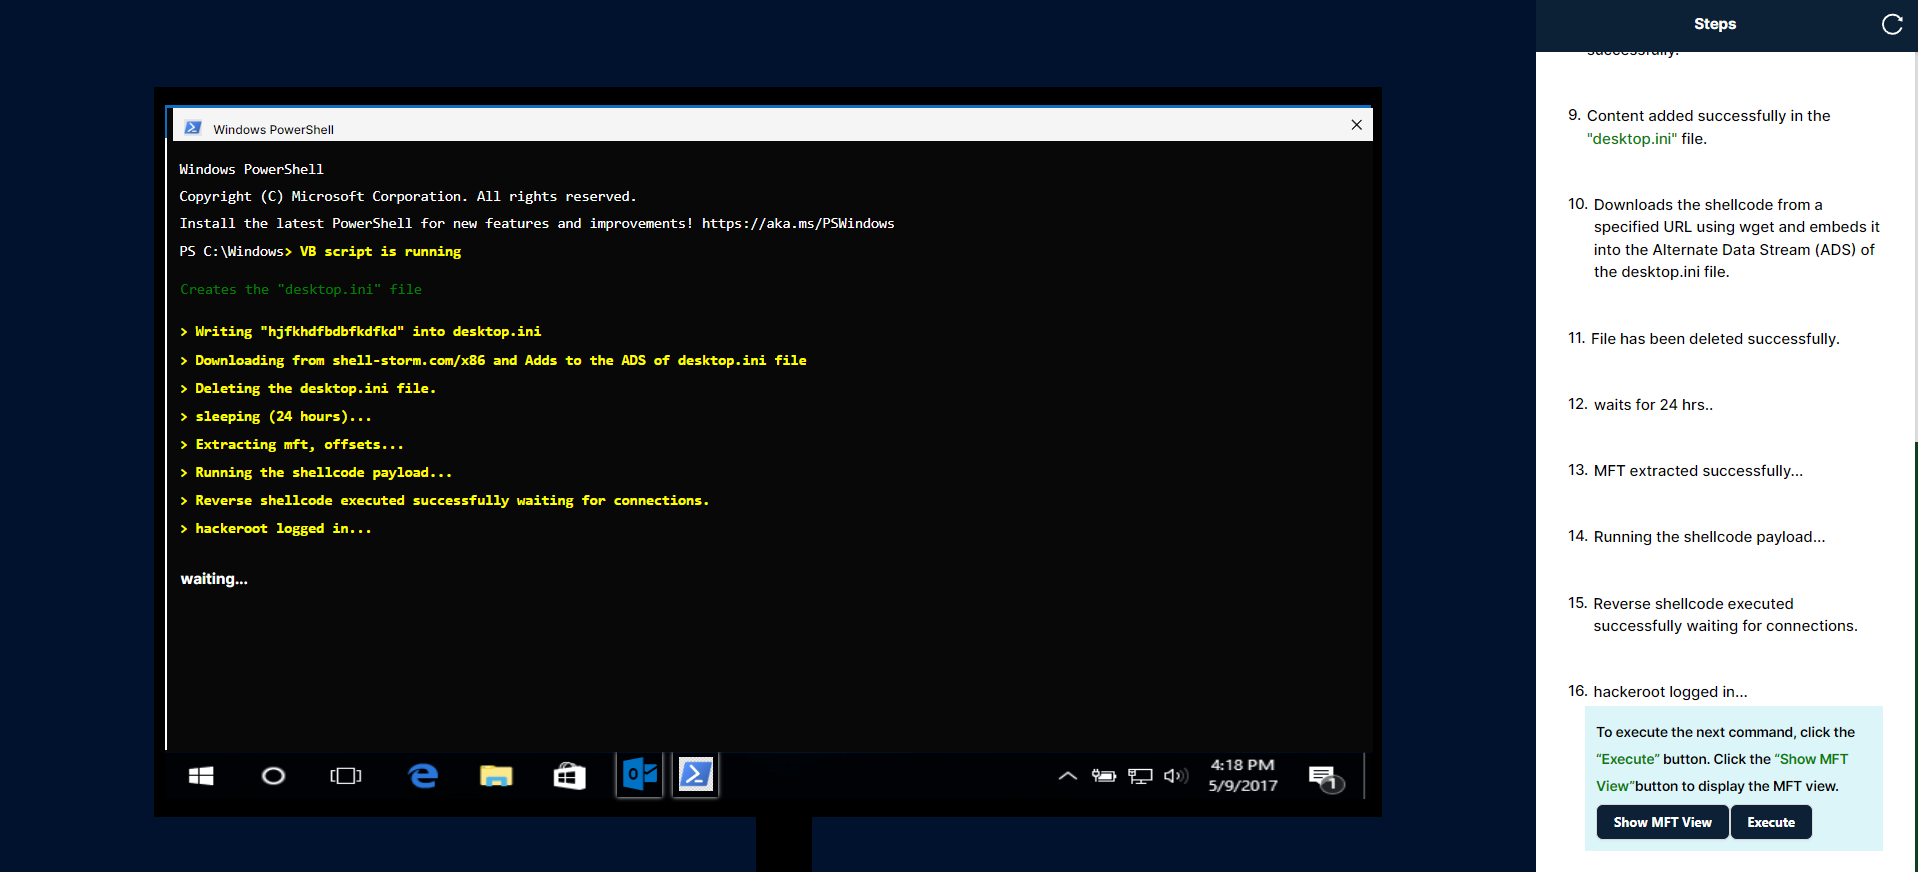 Steps
successfully.
Windows PowerShell
Windows PowerShell
Copyright (C) Microsoft Corporation. All rights reserved.
Install the latest PowerShell for new features and improvements! https://aka.ms/PSWindows
PS C:\Windows> VB script is running
Creates the "desktop.ini" file
> Writing "hjfkhdfbdbfkdfkd" into desktop.ini
> Downloading from shell-storm.com/x86 and Adds to the ADS of desktop.ini file
> Deleting the desktop.ini file.
> sleeping (24 hours)...
> Extracting mft, offsets...
> Running the shellcode payload...
> Reverse shellcode executed successfully waiting for connections.
> hackeroot logged in...
waiting...
4:18 PM
5/9/2017
1
9. Content added successfully in the
"desktop.ini" file.
10. Downloads the shellcode from a
specified URL using wget and embeds it
into the Alternate Data Stream (ADS) of
the desktop.ini file.
11. File has been deleted successfully.
12. waits for 24 hrs..
13. MFT extracted successfully...
14. Running the shellcode payload...
15. Reverse shellcode executed
successfully waiting for connections.
16. hackeroot logged in...
To execute the next command, click the
“Execute” button. Click the “Show MFT
View”button to display the MFT view.
Show MFT View
Execute